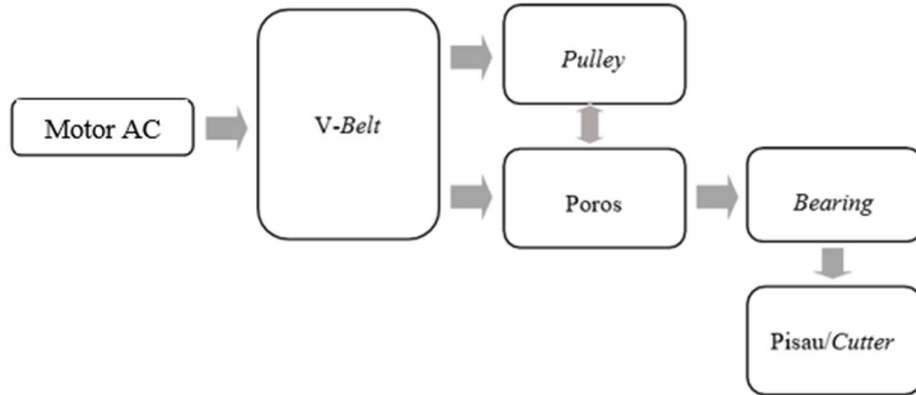 Motor AC
V-Belt
Pulley
Poros
Bearing
Pisau/Cutter